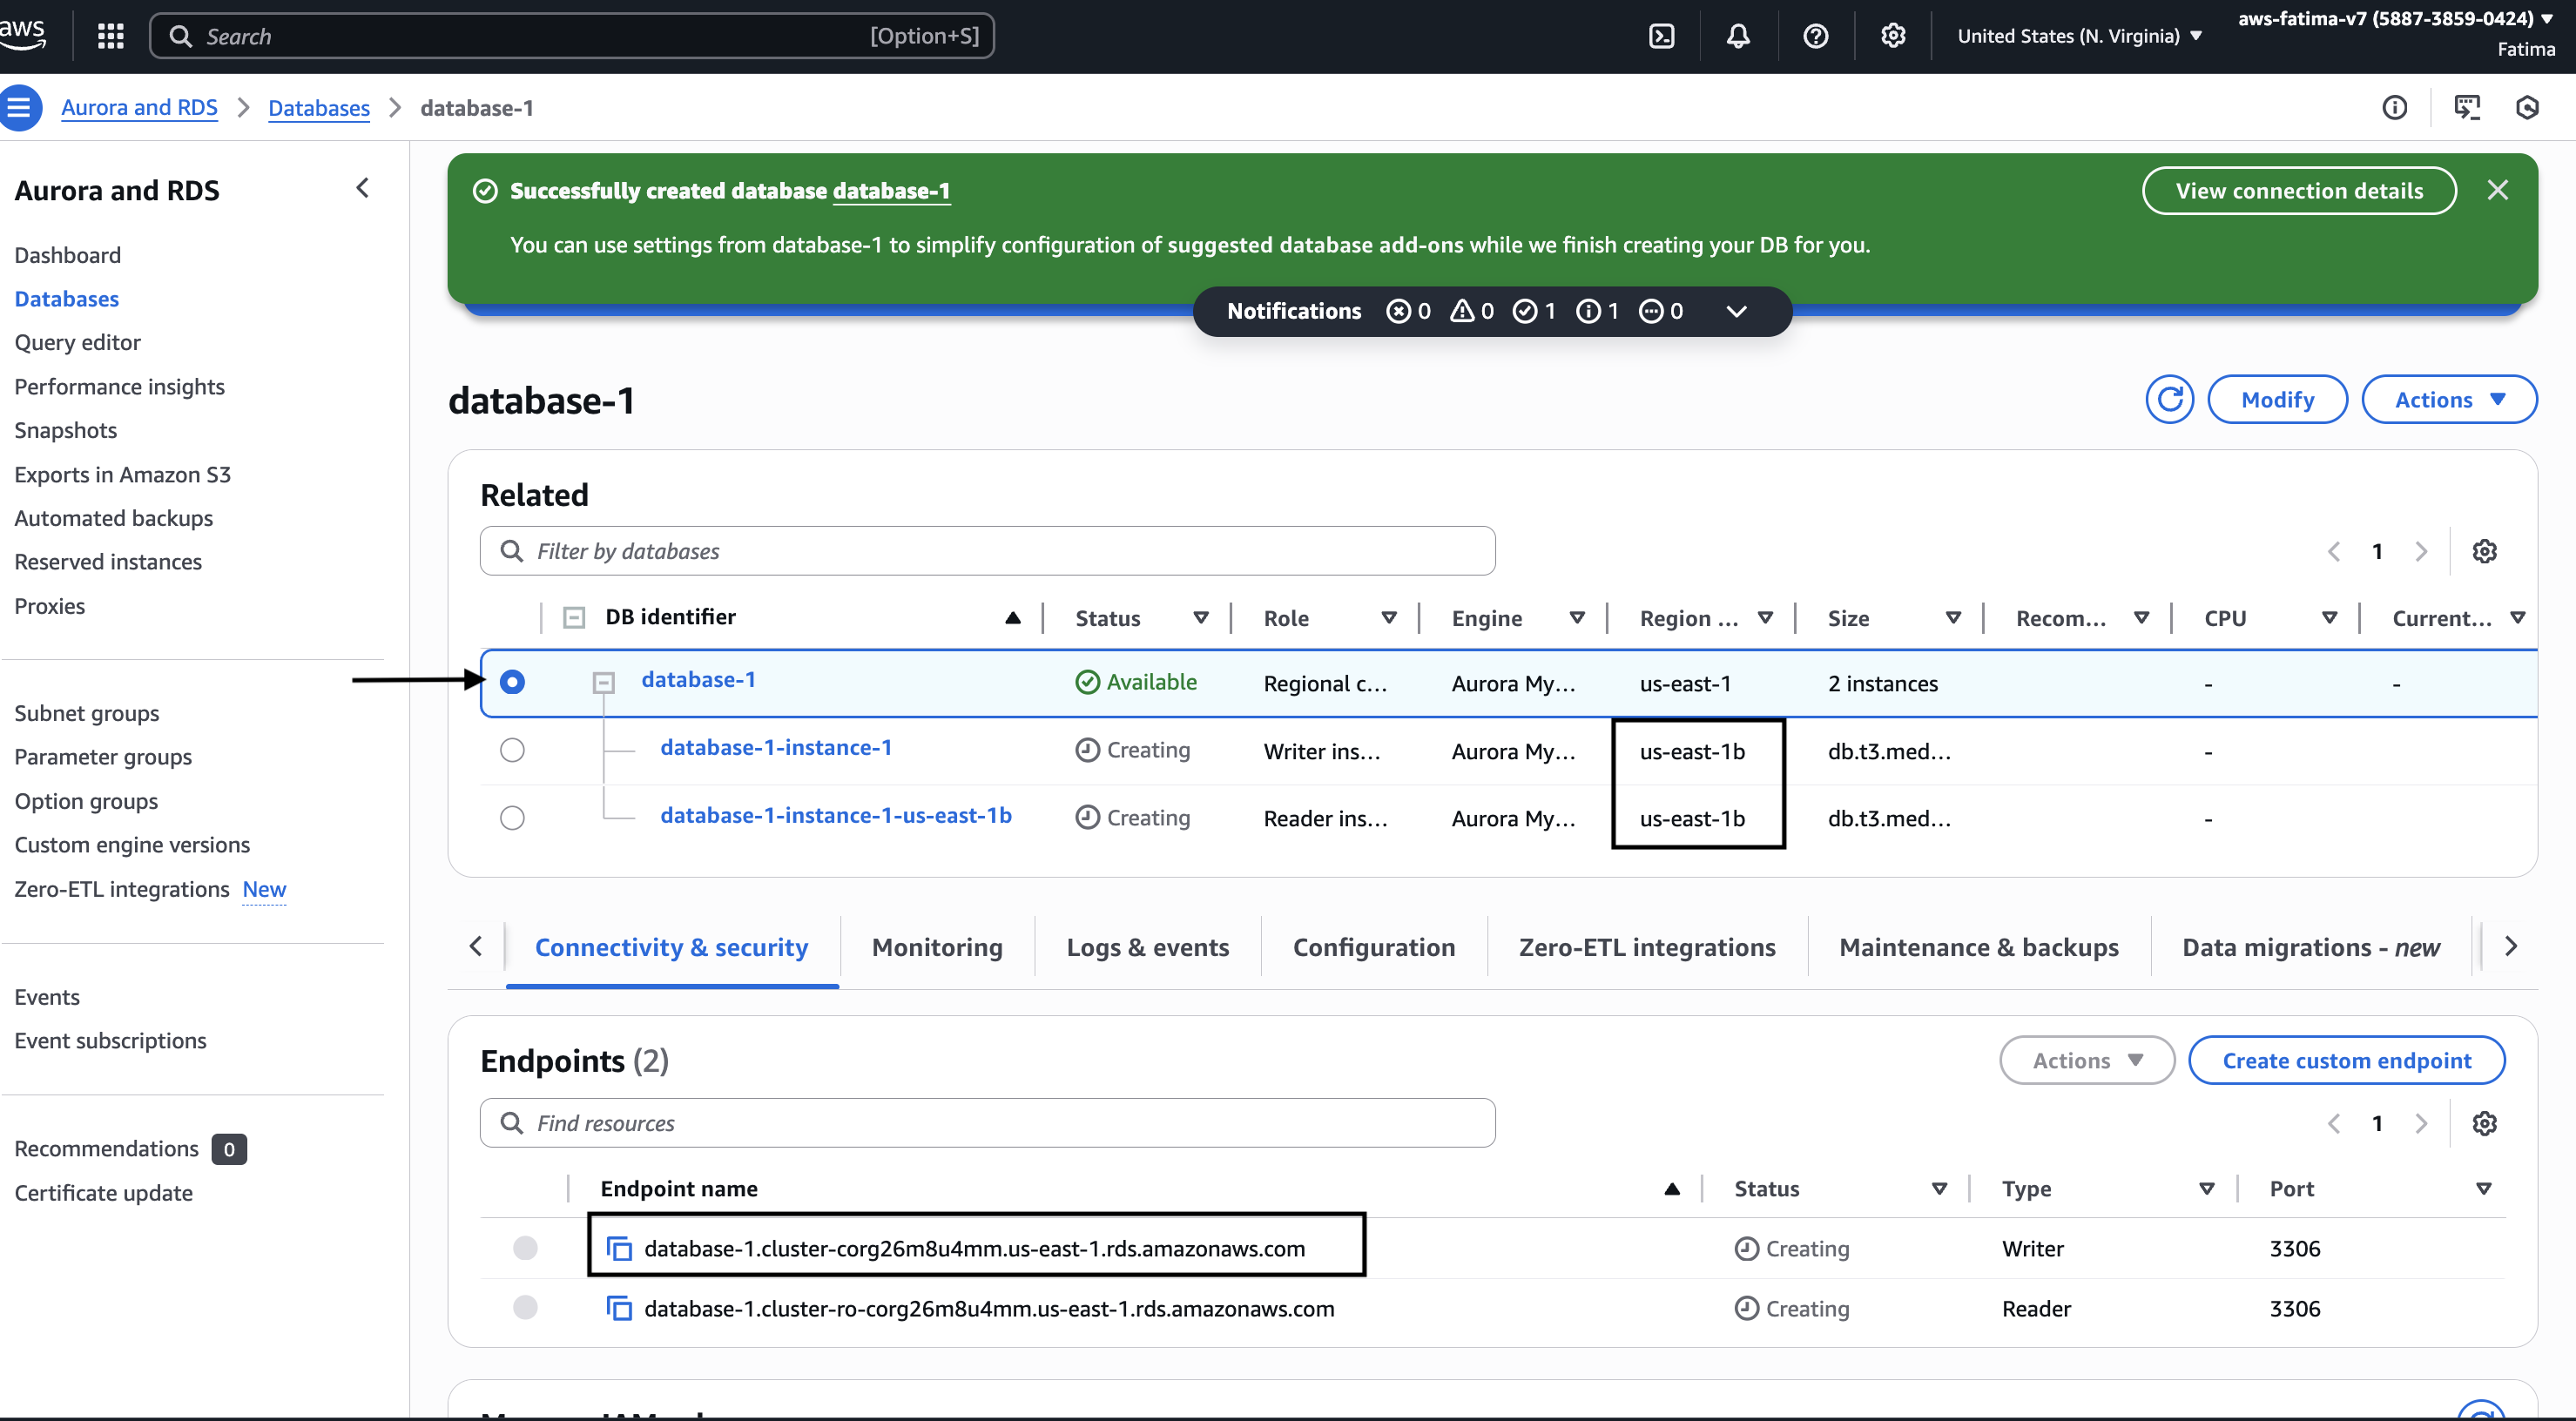 aws
Search [Option+S]
United States (N. Virginia)
aws-fatima-v7 (5887-3859-0424)
Fatima
Aurora and RDS > Databases > database-1
Aurora and RDS
Dashboard
Databases
Query editor
Performance insights
Snapshots
Exports in Amazon S3
Automated backups
Reserved instances
Proxies
Subnet groups
Parameter groups
Option groups
Custom engine versions
Zero-ETL integrations New
Events
Event subscriptions
Recommendations 0
Certificate update
Successfully created database database-1
View connection details
You can use settings from database-1 to simplify configuration of suggested database add-ons while we finish creating your DB for you.
Notifications 0 0 1 1 0
database-1
Modify
Actions
Related
Filter by databases
1
DB identifier Status Role Engine Region ... Size Recom... CPU Current...
database-1 Available Regional c... Aurora My... us-east-1 2 instances - -
database-1-instance-1 Creating Writer ins... Aurora My... us-east-1b db.t3.med... -
database-1-instance-1-us-east-1b Creating Reader ins... Aurora My... us-east-1b db.t3.med... -
Connectivity & security Monitoring Logs & events Configuration Zero-ETL integrations Maintenance & backups Data migrations - new
Endpoints (2)
Actions
Create custom endpoint
Find resources
1
Endpoint name Status Type Port
database-1.cluster-corg26m8u4mm.us-east-1.rds.amazonaws.com Creating Writer 3306
database-1.cluster-ro-corg26m8u4mm.us-east-1.rds.amazonaws.com Creating Reader 3306